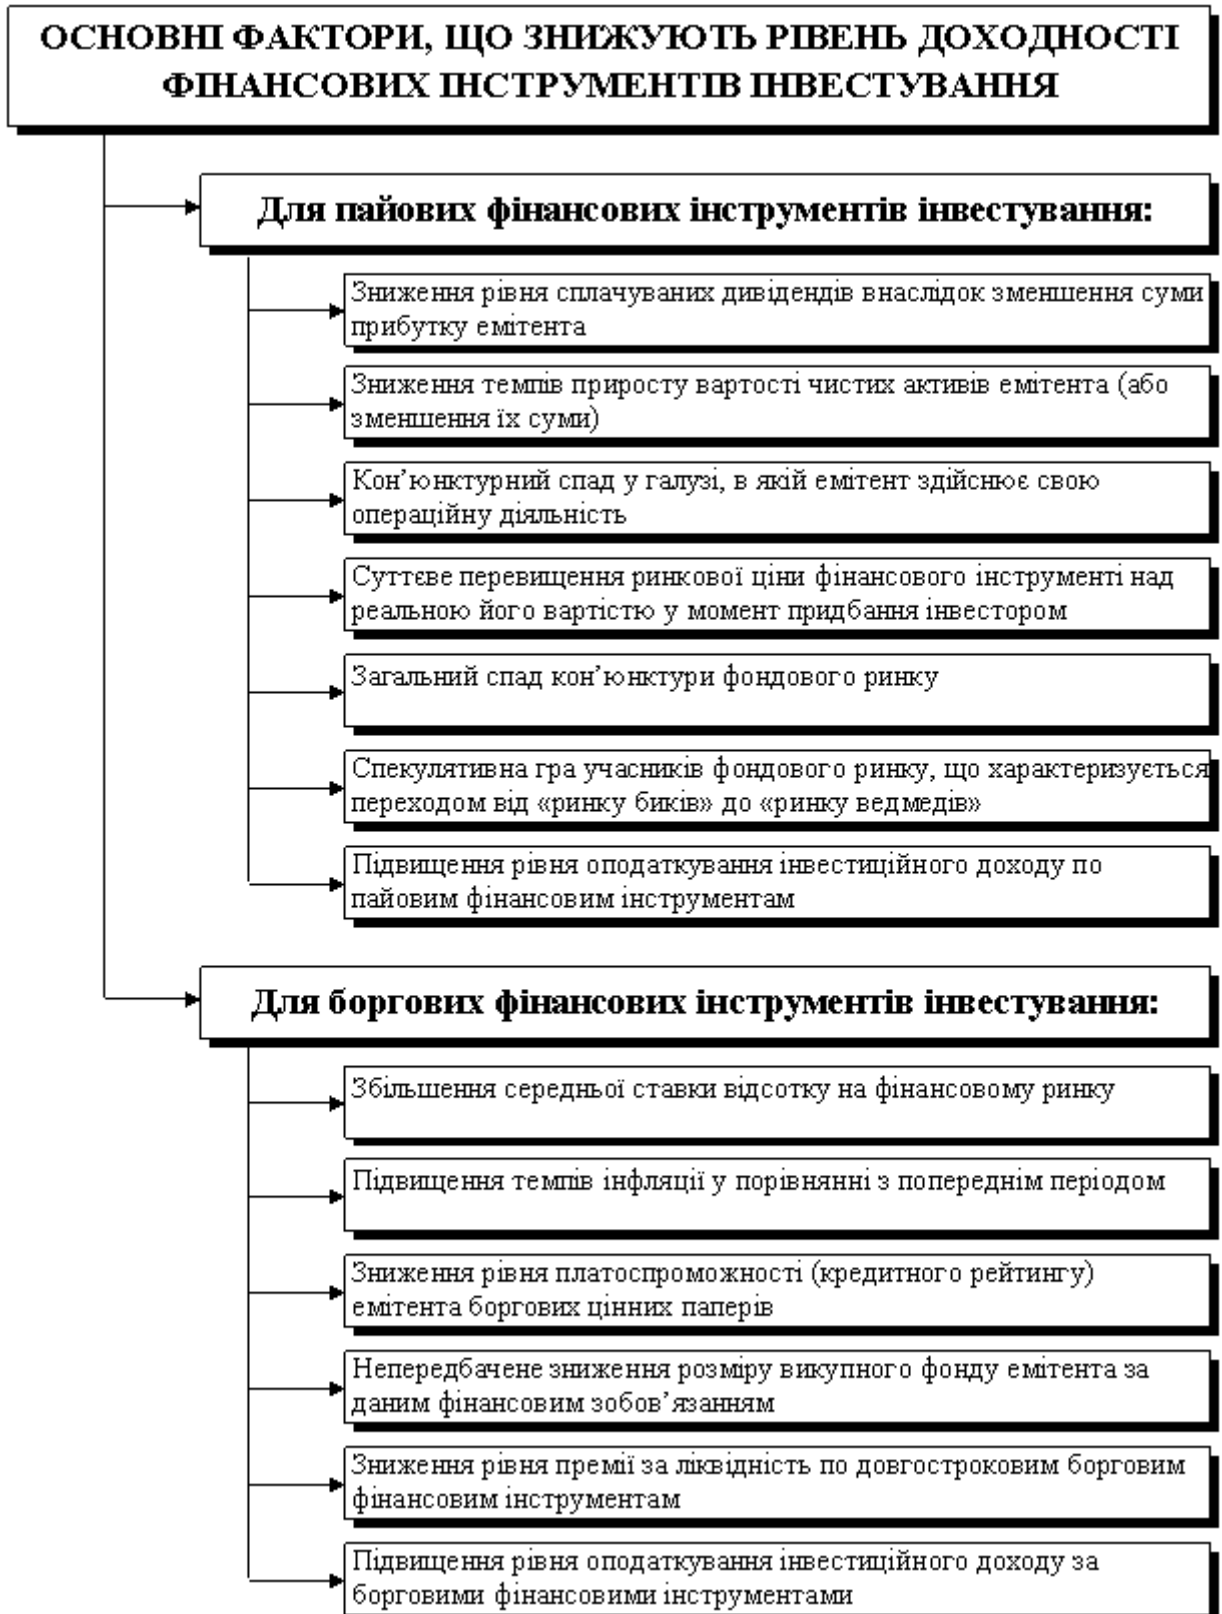 ОСНОВНІ ФАКТОРИ, ЩО ЗНИЖУЮТЬ РІВЕНЬ ДОХОДНОСТІ
ФІНАНСОВИХ ІНСТРУМЕНТІВ ІНВЕСТУВАННЯ
Для пайових фінансових інструментів інвестування:
Зниження рівня сплачуваних дивідендів внаслідок зменшення суми
прибутку емітента
Зниження темпів приросту вартості чистих активів емітента (або
зменшення їх суми)
Кон’юнктурний спад у галузі, в якій емітент здійснює свою
операційну діяльність
Суттєве перевищення ринкової ціни фінансового інструменті над
реальною його вартістю у момент придбання інвестором
Загальний спад кон’юнктури фондового ринку
Спекулятивна гра учасників фондового ринку, що характеризується
переходом від «ринку биків» до «ринку ведмедів»
Підвищення рівня оподаткування інвестиційного доходу по
пайовим фінансовим інструментам
Для боргових фінансових інструментів інвестування:
Збільшення середньої ставки відсотку на фінансовому ринку
Підвищення темпів інфляції у порівнянні з попереднім періодом
Зниження рівня платоспроможності (кредитного рейтингу)
емітента боргових цінних паперів
Непередбачене зниження розміру викупного фонду емітента за
даним фінансовим зобов’язанням
Зниження рівня премії за ліквідність по довгостроковим борговим
фінансовим інструментам
Підвищення рівня оподаткування інвестиційного доходу за
борговими фінансовими інструментами